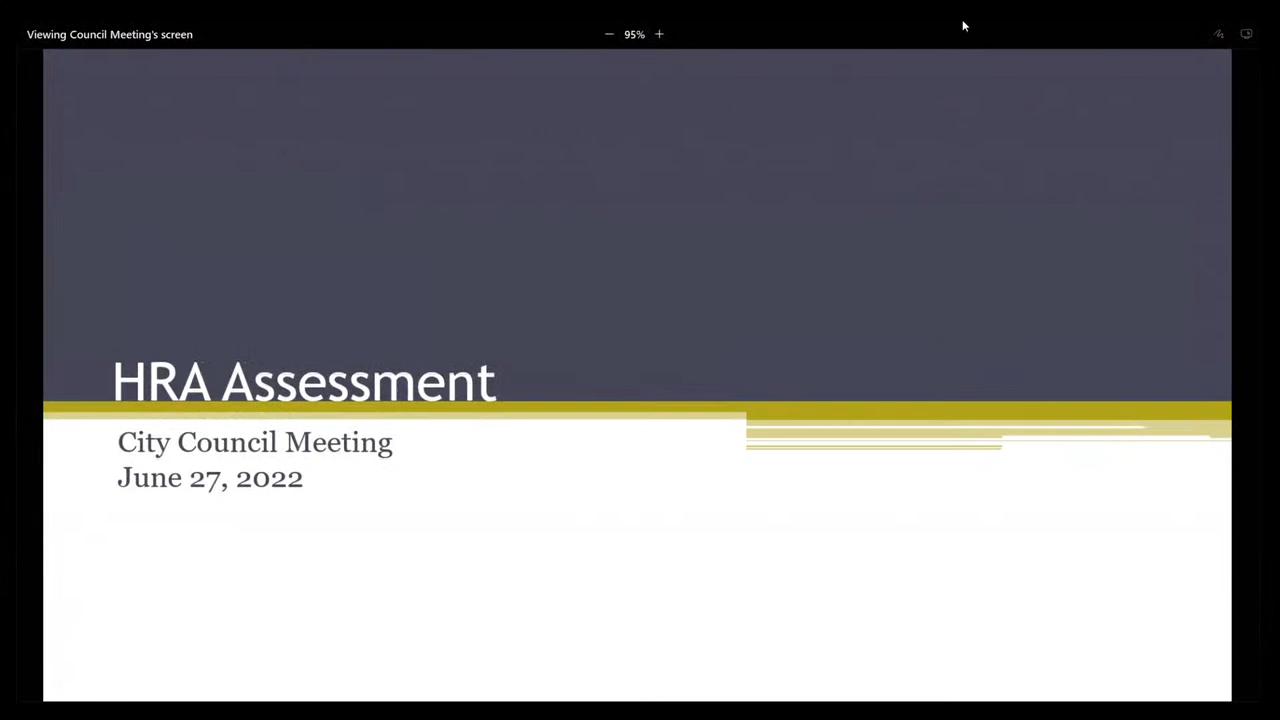 Viewing Council Meeting's screen
95%
HRA Assessment
City Council Meeting
June 27, 2022